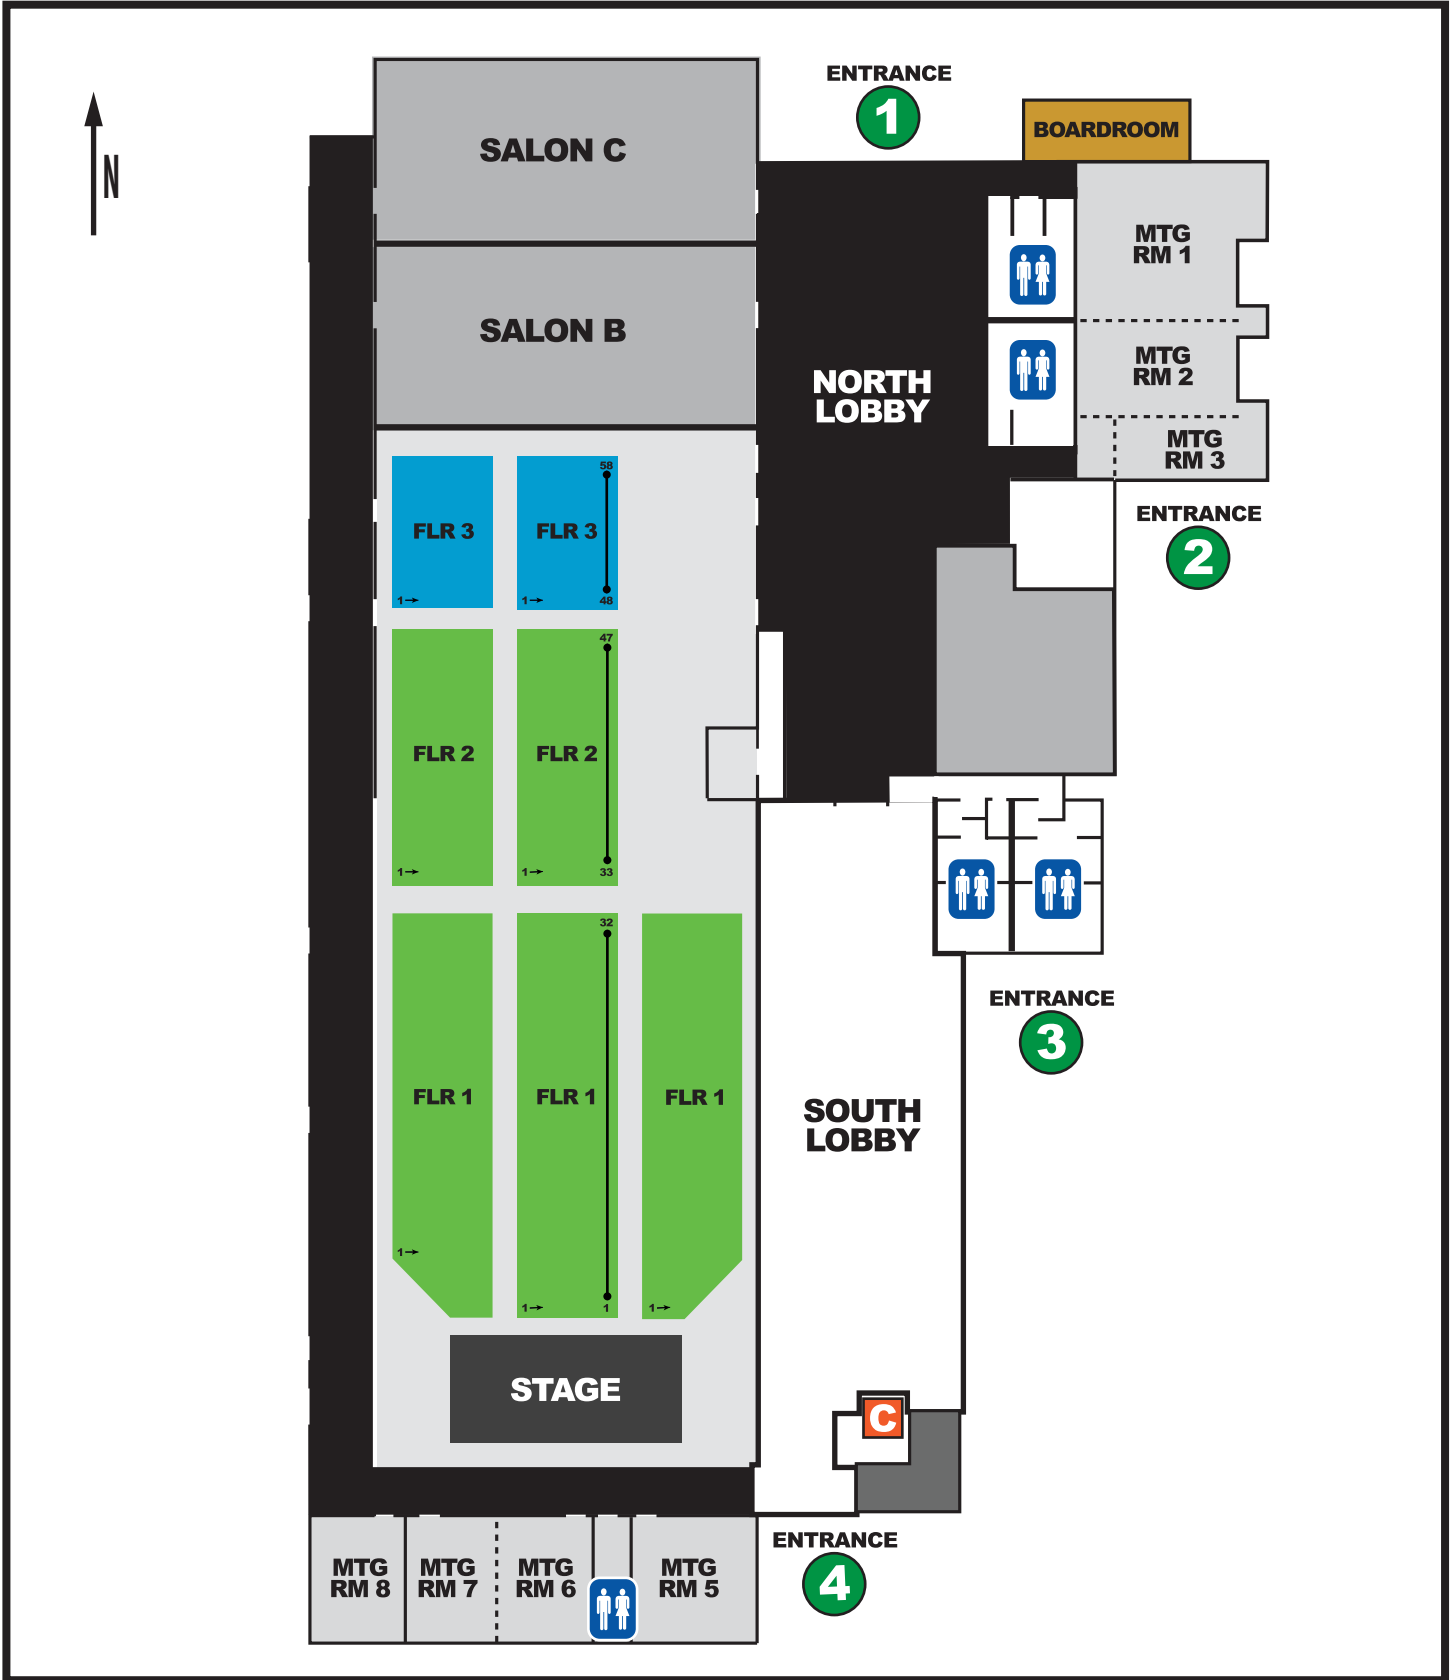 ENTRANCE
1
BOARDROOM
N
SALON C
MTG
RM 1
SALON B
MTG
RM 2
NORTH
LOBBY
MTG
RM 3
58
FLR 3
FLR 3
1→
1→
48
ENTRANCE
2
47
FLR 2
FLR 2
1→
1→
33
32
ENTRANCE
3
FLR 1
FLR 1
FLR 1
SOUTH
LOBBY
1→
1→
1
1→
STAGE
C
ENTRANCE
4
MTG
RM 8
MTG
RM 7
MTG
RM 6
MTG
RM 5